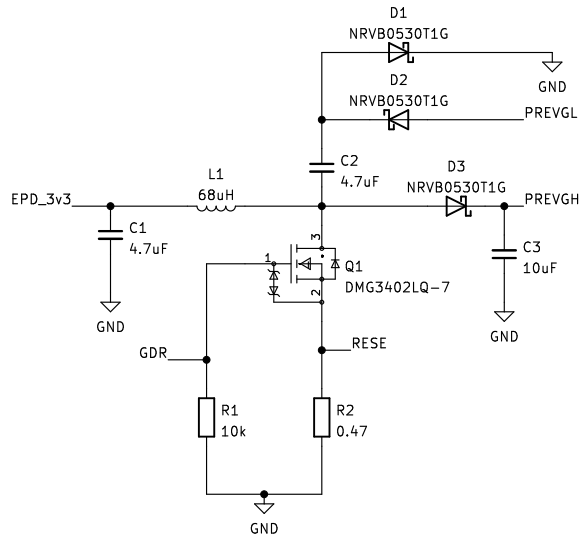 D1
NRVB0530T1G
GND
D2
NRVB0530T1G
PREVGL
C2
4.7uF
L1
68uH
D3
NRVB0530T1G
EPD_3v3
PREVGH
C1
4.7uF
GND
3
1
2
Q1
DMG3402LQ-7
C3
10uF
GND
GDR
RESE
R1
10k
R2
0.47
GND